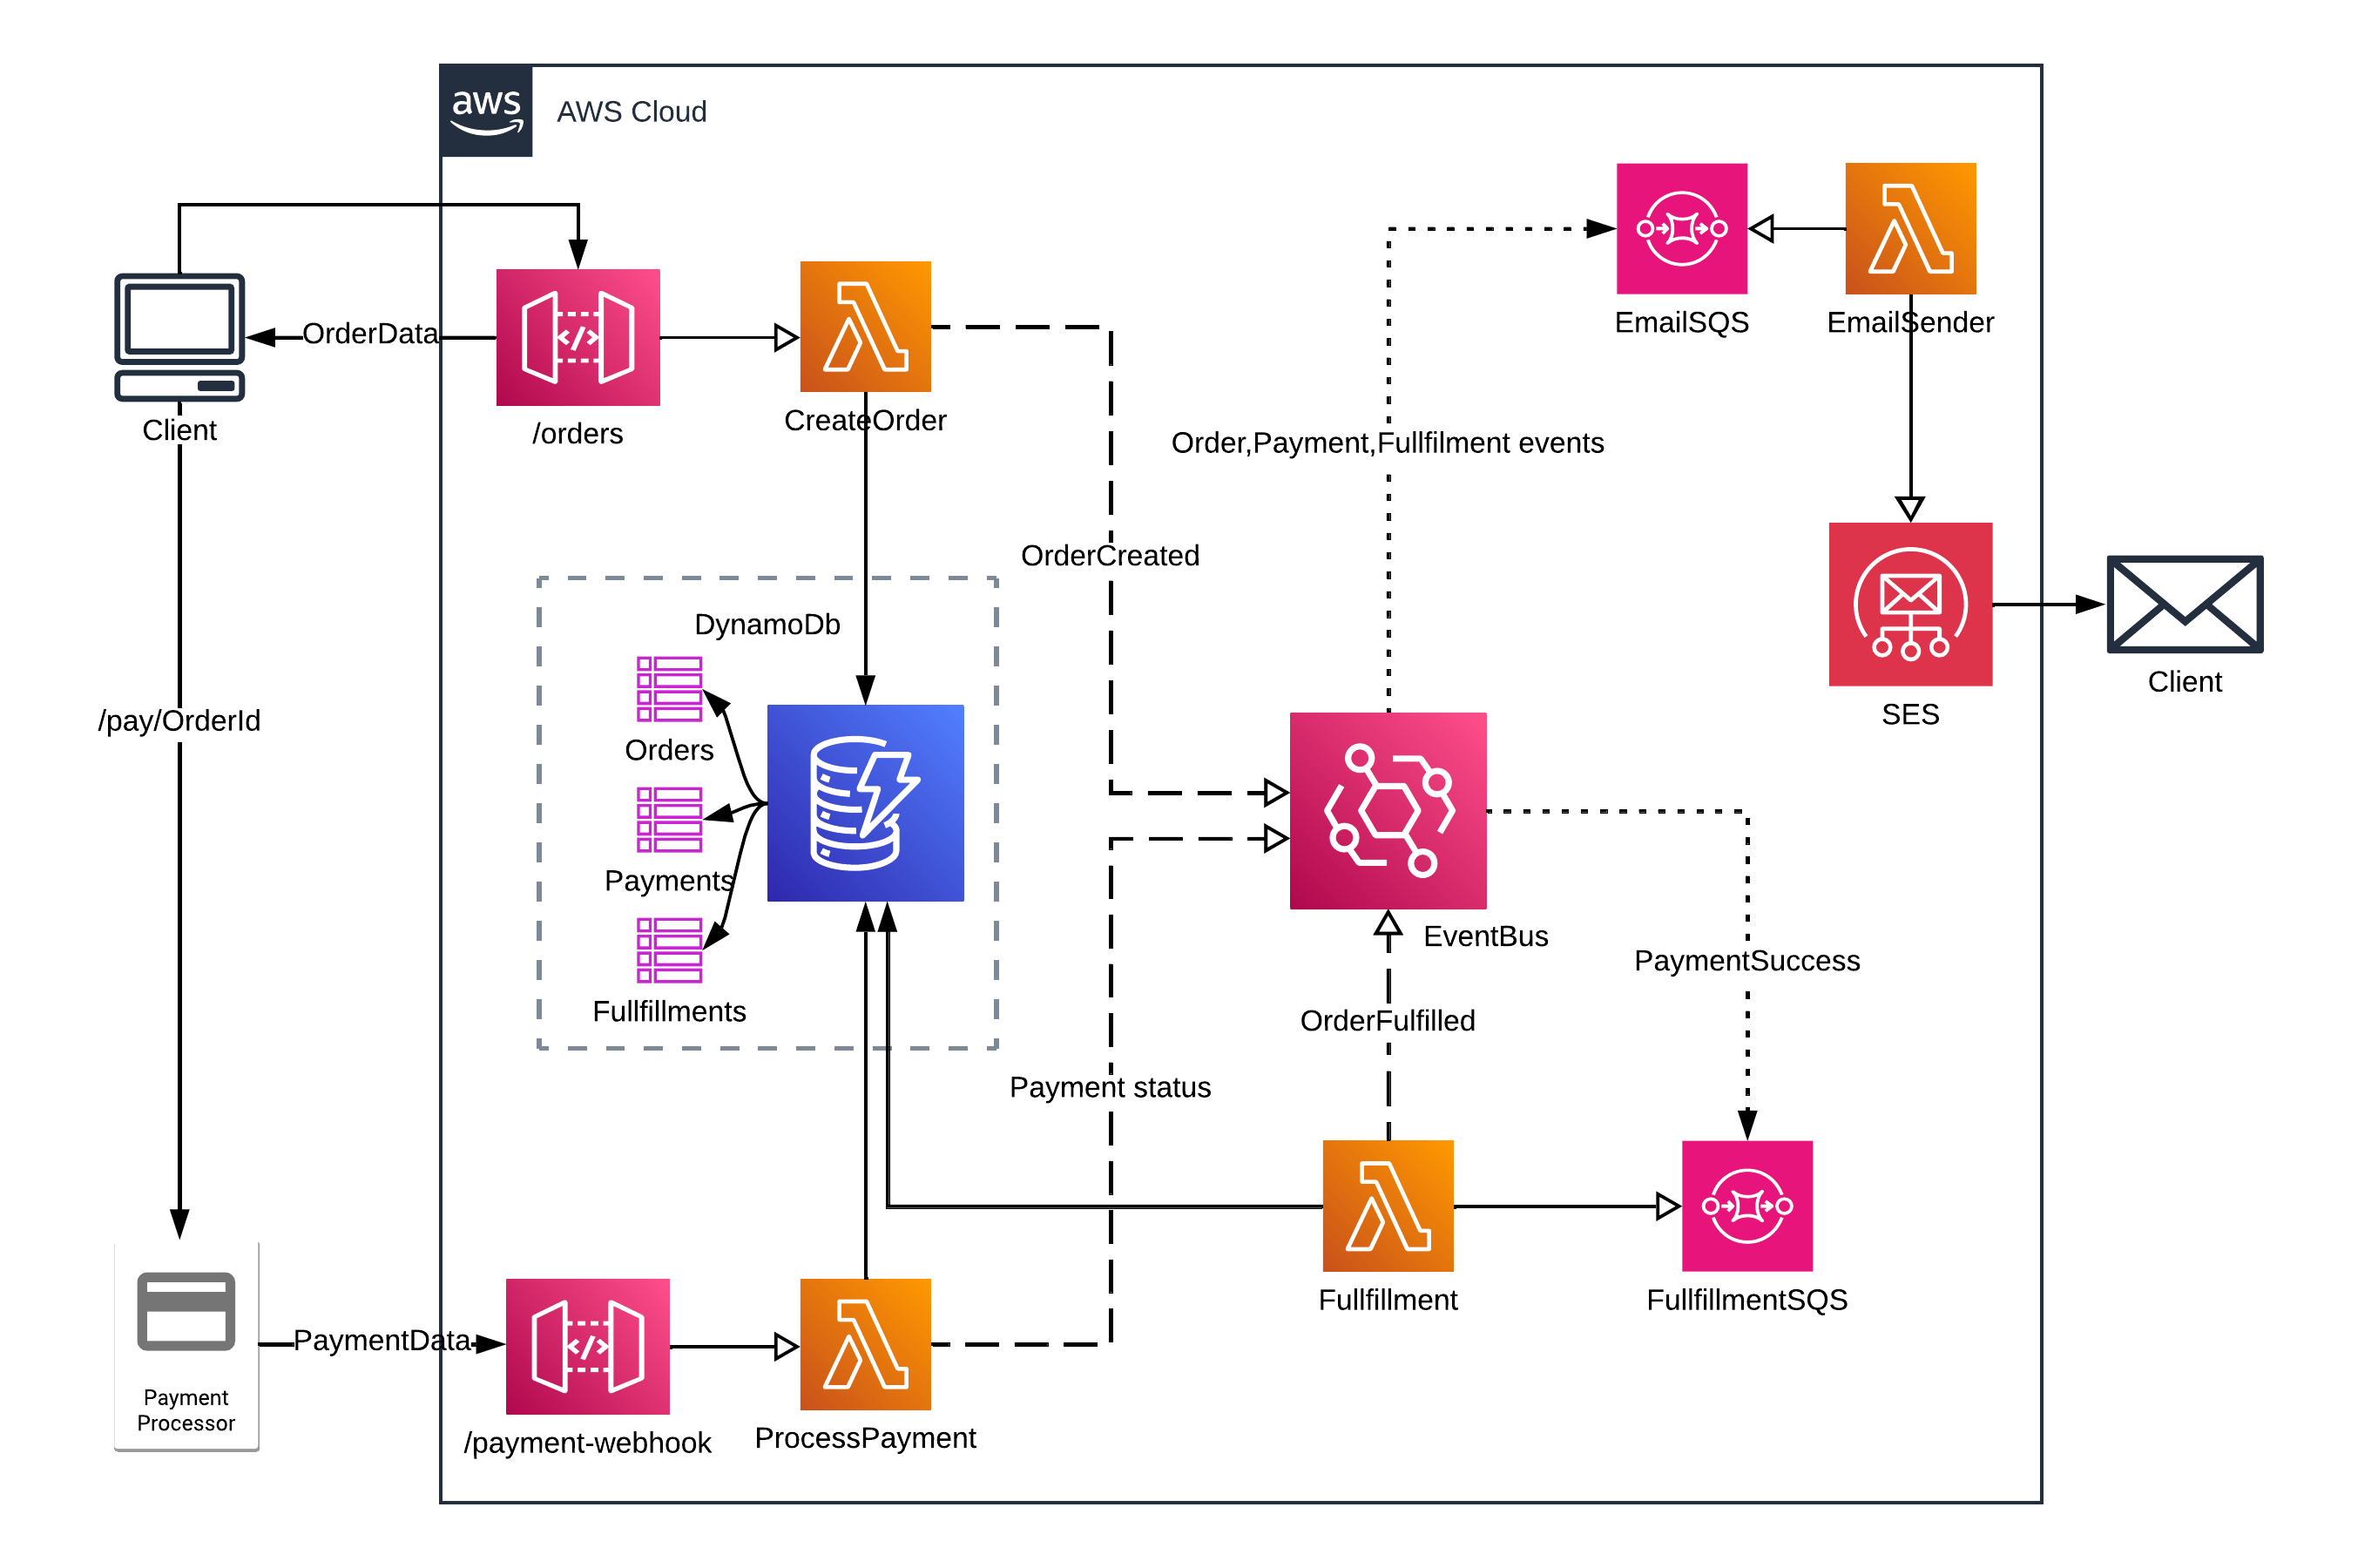 aws
AWS Cloud
EmailSQS
EmailSender
OrderData
Client
/orders
CreateOrder
Order,Payment,Fullfilment events
OrderCreated
DynamoDb
Orders
Payments
Fullfillments
/pay/OrderId
SES
Client
EventBus
PaymentSuccess
OrderFulfilled
Payment status
Fullfillment
FullfillmentSQS
PaymentData
Payment
Processor
/payment-webhook
ProcessPayment